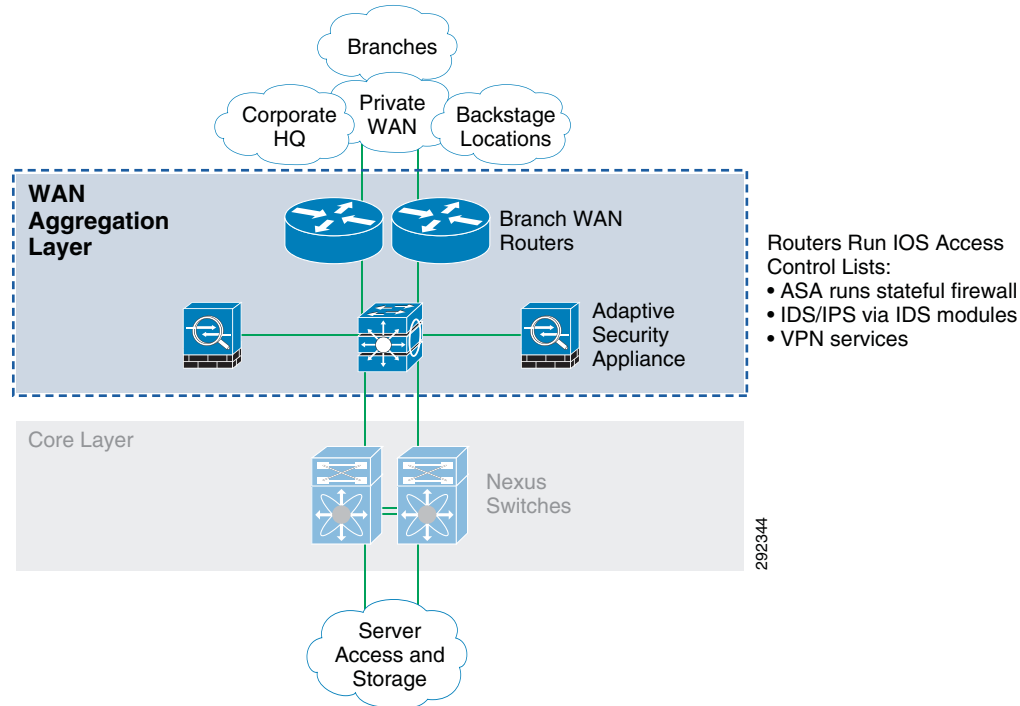 Branches
Corporate
HQ
Private
WAN
Backstage
Locations
WAN
Aggregation
Layer
Branch WAN
Routers
Adaptive
Security
Appliance
Routers Run IOS Access
Control Lists:
• ASA runs stateful firewall
• IDS/IPS via IDS modules
• VPN services
Core Layer
Nexus
Switches
292344
Server
Access and
Storage